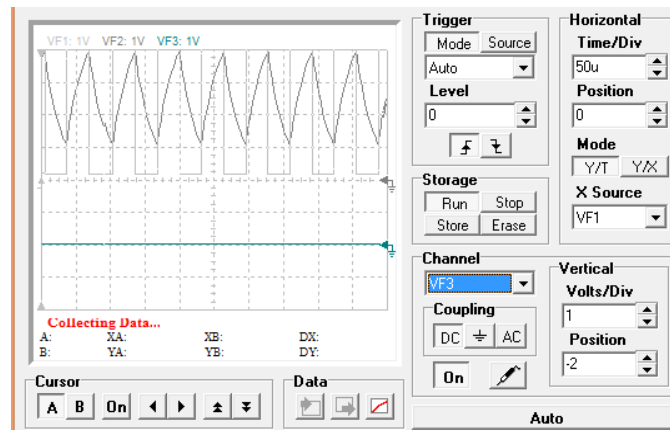 VF1: 1V VF2: 1V VF3: 1V
Collecting Data...
A: XA: XB: DX:
B: YA: YB: DY:
Cursor
A B On
Data
Trigger
Mode Source
Auto
Level
0
Storage
Run Stop
Store Erase
Channel
VF3
Coupling
DC AC
On
Horizontal
Time/Div
50u
Position
0
Mode
Y/T Y/X
X Source
VF1
Vertical
Volts/Div
1
Position
-2
Auto